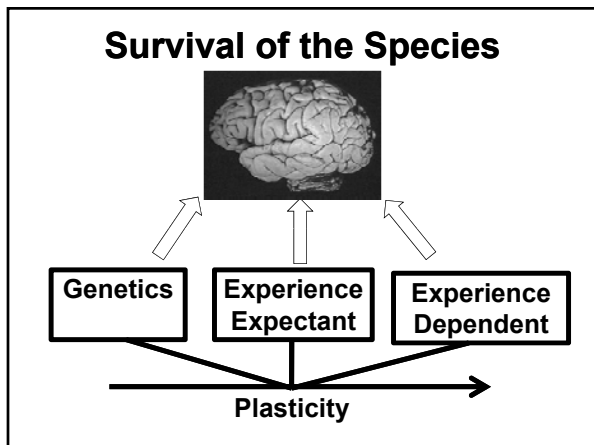 Survival of the Species
Genetics
Experience
Expectant
Experience
Dependent
Plasticity